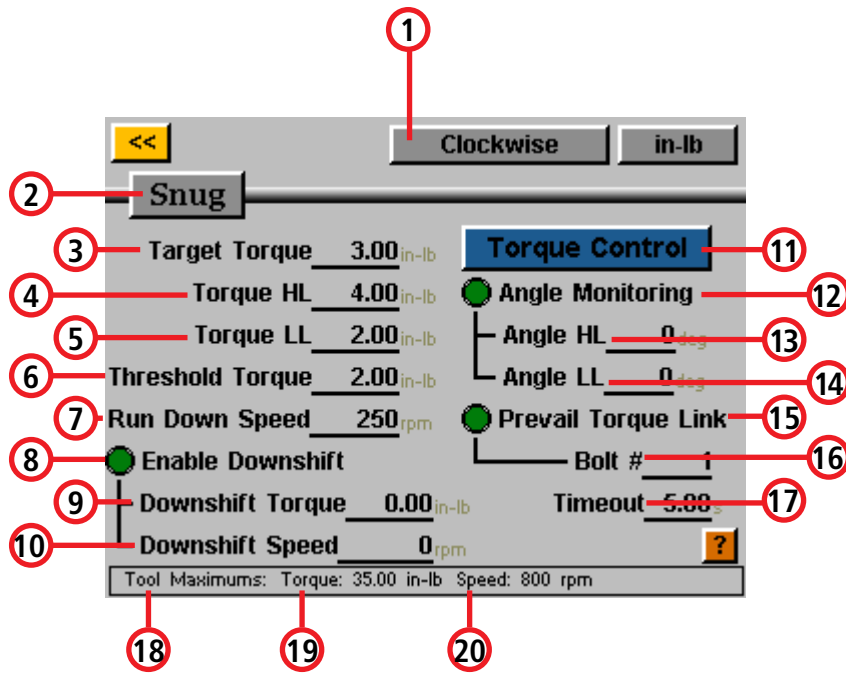 1
<< Clockwise in-lb
2 Snug
3 Target Torque 3.00 in-lb Torque Control 11
4 Torque HL 4.00 in-lb Angle Monitoring 12
5 Torque LL 2.00 in-lb Angle HL 0 deg 13
6 Threshold Torque 2.00 in-lb Angle LL 0 deg 14
7 Run Down Speed 250 rpm Prevail Torque Link 15
8 Enable Downshift Bolt # 1 16
9 Downshift Torque 0.00 in-lb Timeout 5.00 s 17
10 Downshift Speed 0 rpm ?
Tool Maximums: Torque: 35.00 in-lb Speed: 800 rpm
18 19 20